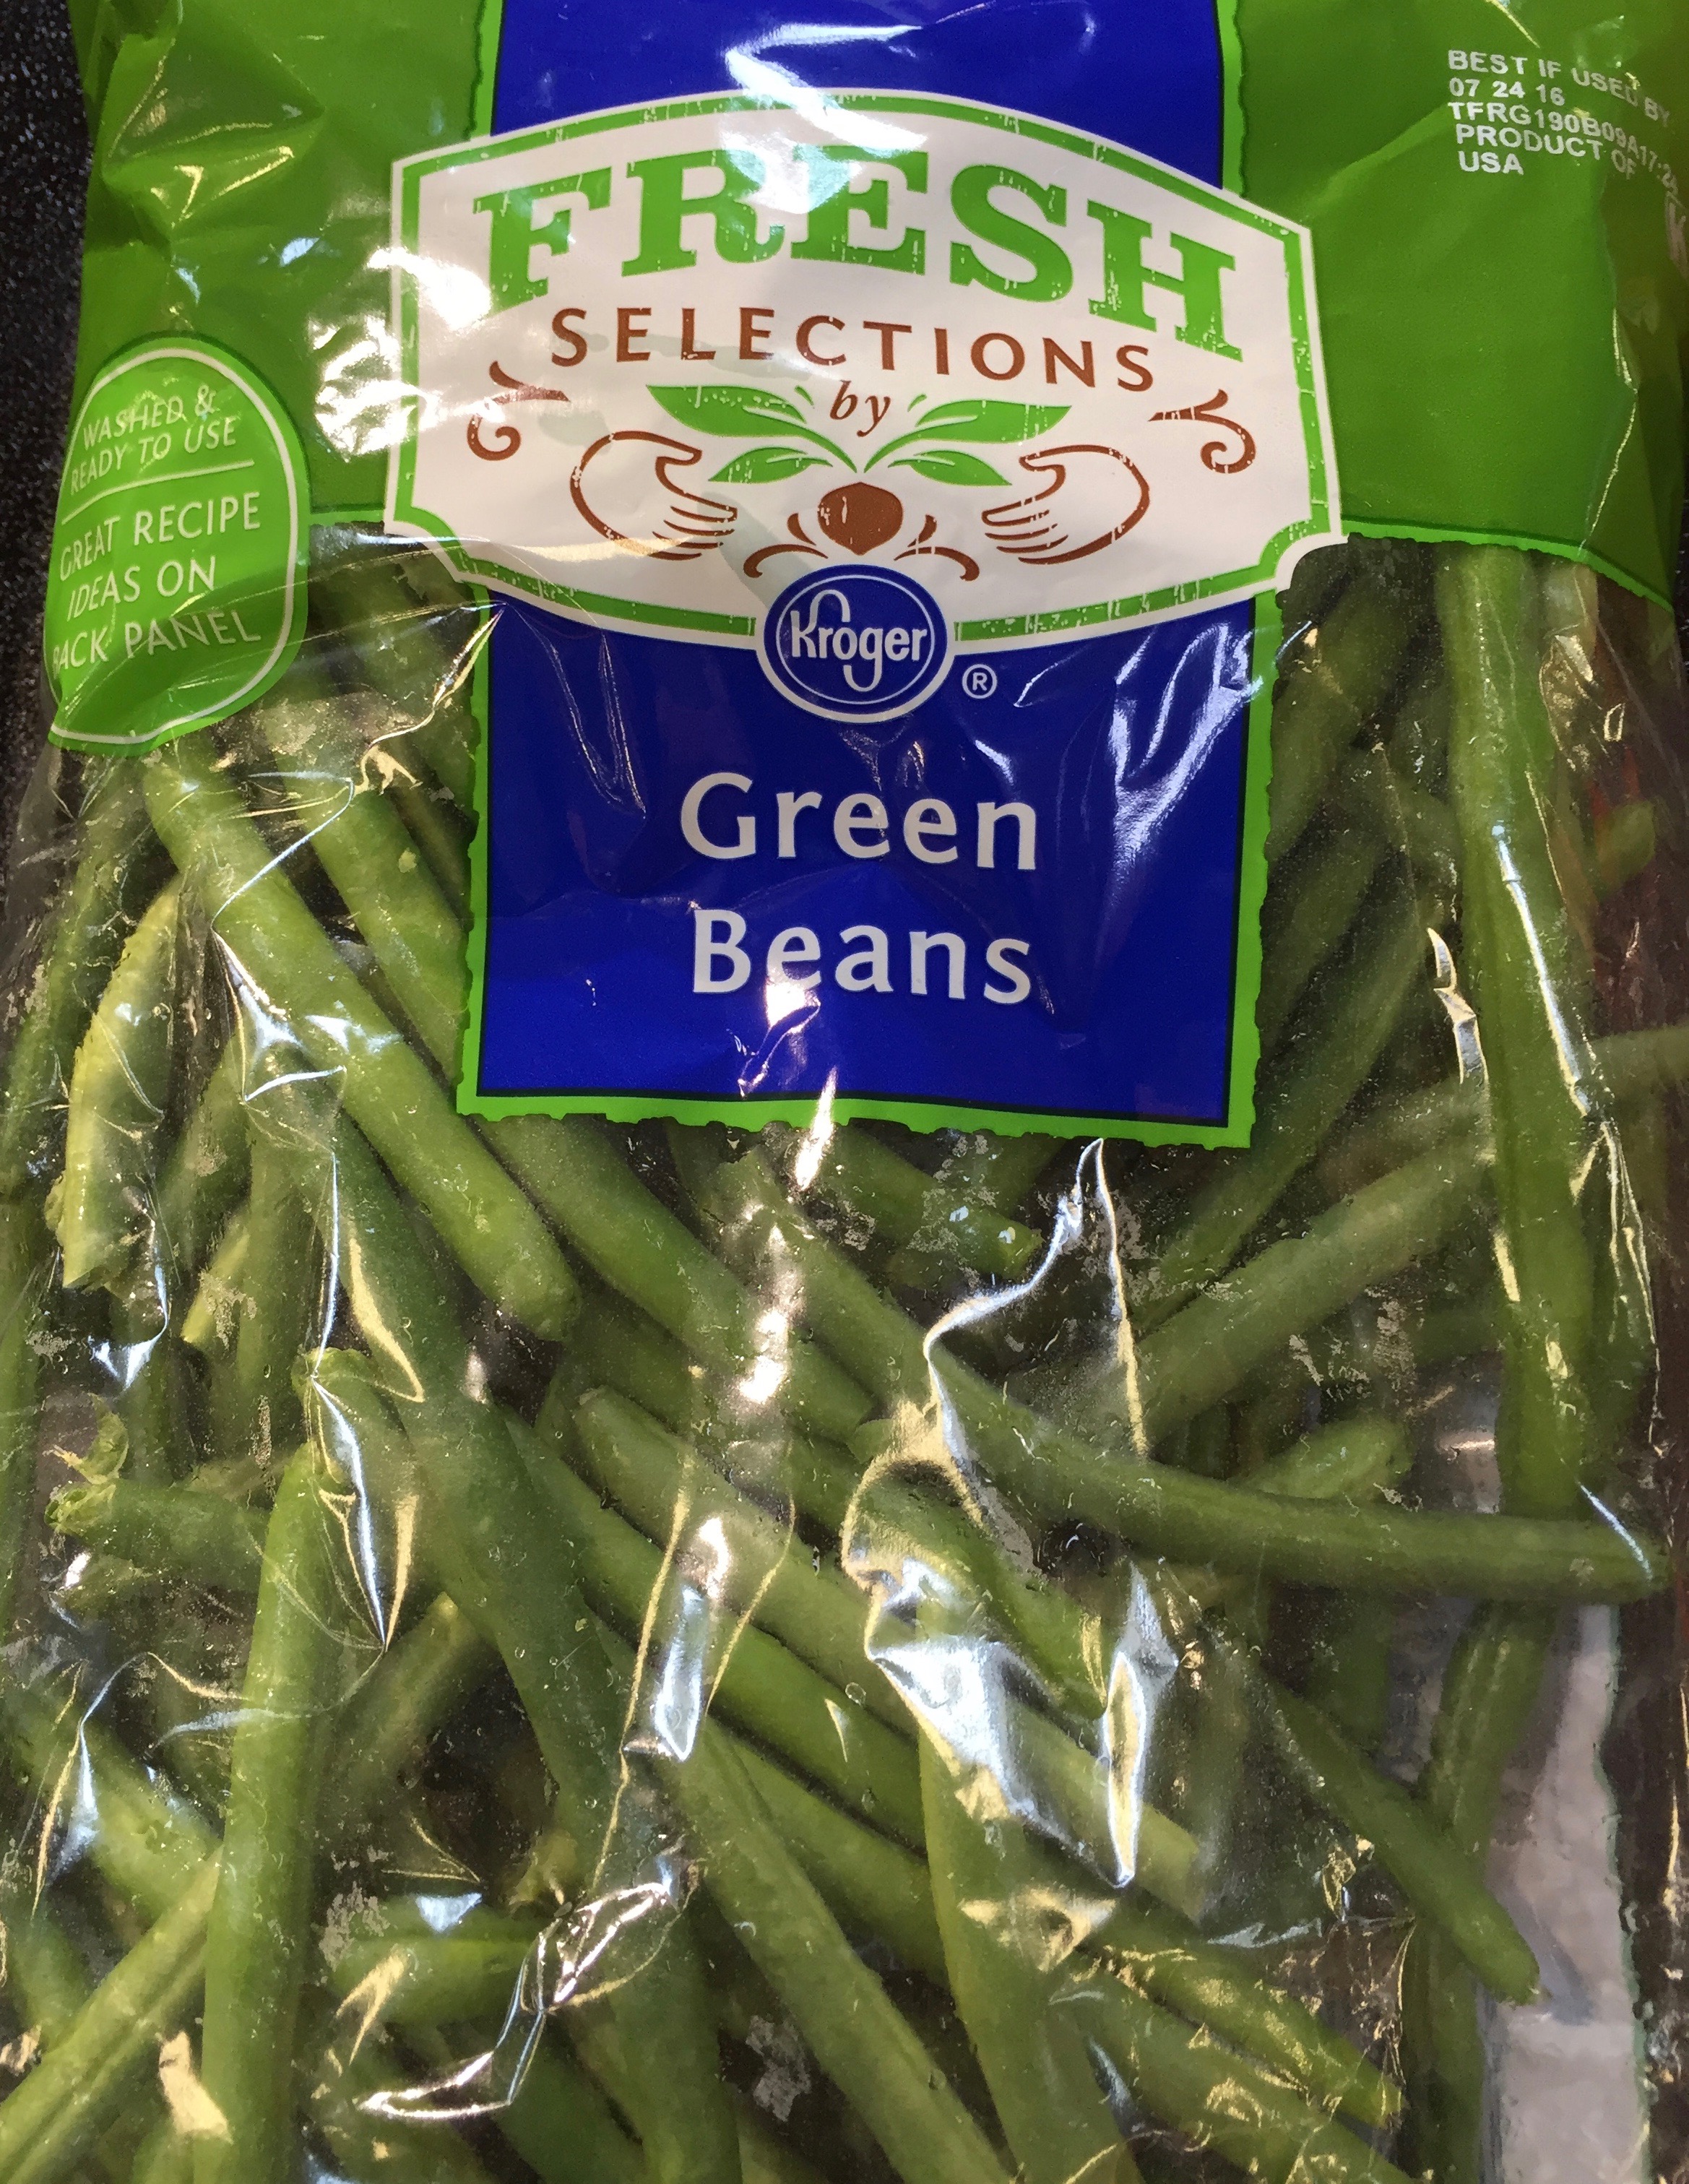 BEST IF USED BY
07 24 16
PRODUCT OF
USA
FRESH
SELECTIONS
by
Kroger
®
WASHED &
READY TO USE
GREAT RECIPE
IDEAS ON
BACK PANEL
Green
Beans